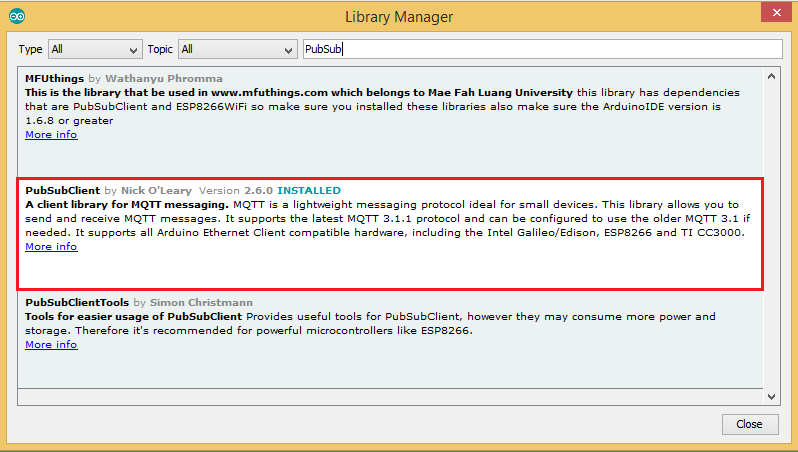 Library Manager
Type All Topic All PubSub
MFUthings by Wathanyu Phromma
This is the library that be used in www.mfuthings.com which belongs to Mae Fah Luang University this library has dependencies
that are PubSubClient and ESP8266WiFi so make sure you installed these libraries also make sure the ArduinoIDE version is
1.6.8 or greater
More info
PubSubClient by Nick O'Leary Version 2.6.0 INSTALLED
A client library for MQTT messaging. MQTT is a lightweight messaging protocol ideal for small devices. This library allows you to
send and receive MQTT messages. It supports the latest MQTT 3.1.1 protocol and can be configured to use the older MQTT 3.1 if
needed. It supports all Arduino Ethernet Client compatible hardware, including the Intel Galileo/Edison, ESP8266 and TI CC3000.
More info
PubSubClientTools by Simon Christmann
Tools for easier usage of PubSubClient Provides useful tools for PubSubClient, however they may consume more power and
storage. Therefore it's recommended for powerful microcontrollers like ESP8266.
More info
Close